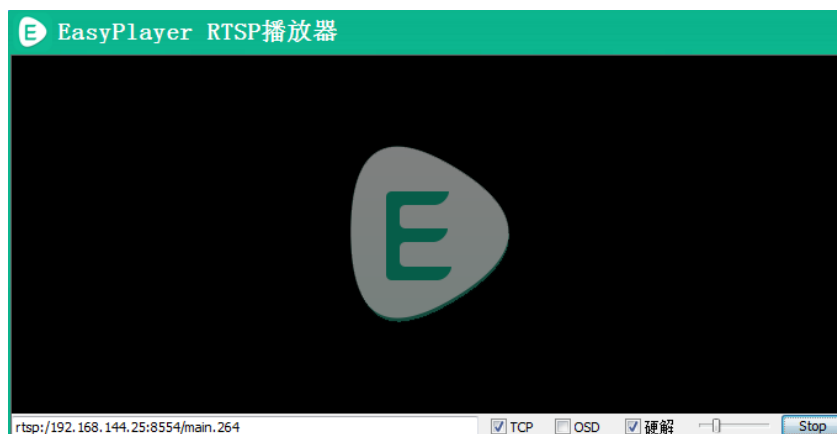 E EasyPlayer RTSP播放器
E
rtsp:/192.168.144.25:8554/main.264 TCP OSD 硬解 Stop